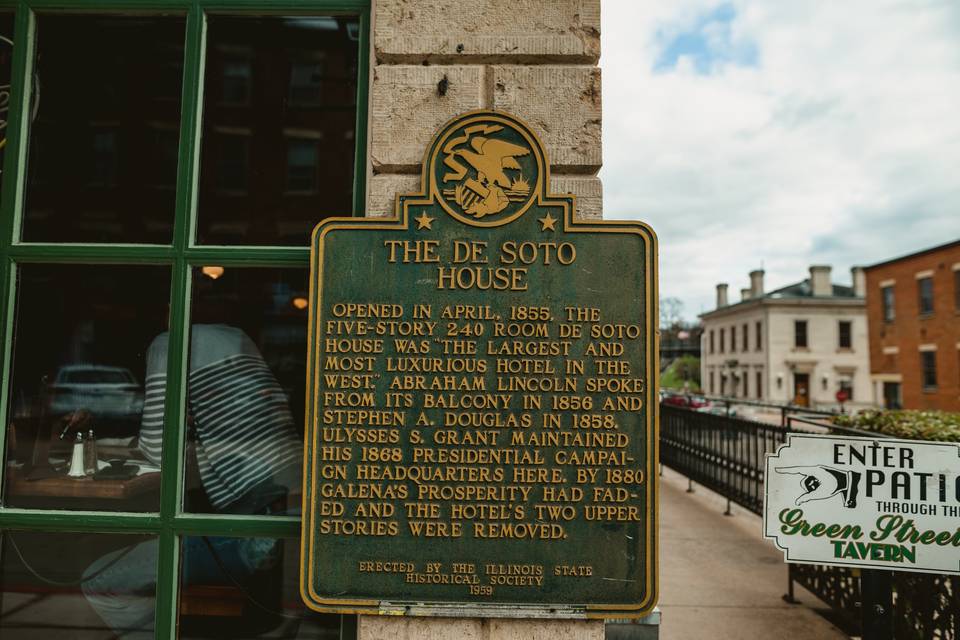 THE DE SOTO
HOUSE
OPENED IN APRIL, 1855, THE
FIVE-STORY 240 ROOM DE SOTO
HOUSE WAS "THE LARGEST AND
MOST LUXURIOUS HOTEL IN THE
WEST." ABRAHAM LINCOLN SPOKE
FROM ITS BALCONY IN 1856 AND
STEPHEN A. DOUGLAS IN 1858.
ULYSSES S. GRANT MAINTAINED
HIS 1868 PRESIDENTIAL CAMPAI-
GN HEADQUARTERS HERE. BY 1880
GALENA'S PROSPERITY HAD FAD-
ED AND THE HOTEL'S TWO UPPER
STORIES WERE REMOVED.
ERECTED BY THE ILLINOIS STATE
HISTORICAL SOCIETY
1959
ENTER
PATIO
THROUGH TH
Green Street
TAVERN